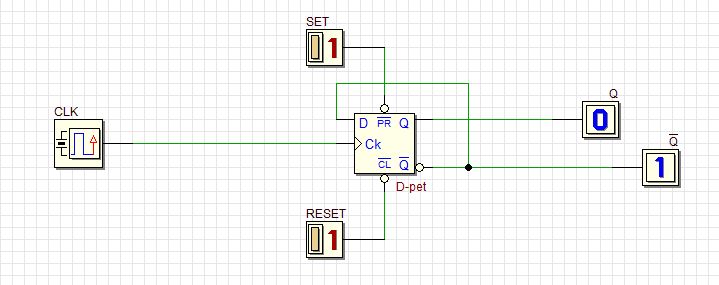 SET
1
Q
CLK
D PR Q
0
Ck
Q
CL Q
1
D-pet
RESET
1